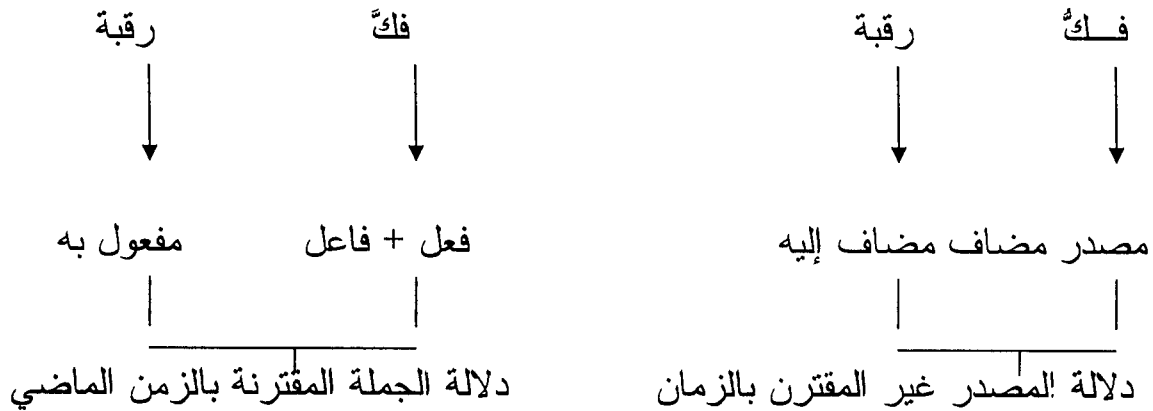 فــكُّ رقبة فكَّ رقبة
مصدر مضاف مضاف إليه فعل + فاعل مفعول به
دلالة المصدر غير المقترن بالزمان دلالة الجملة المقترنة بالزمن الماضي